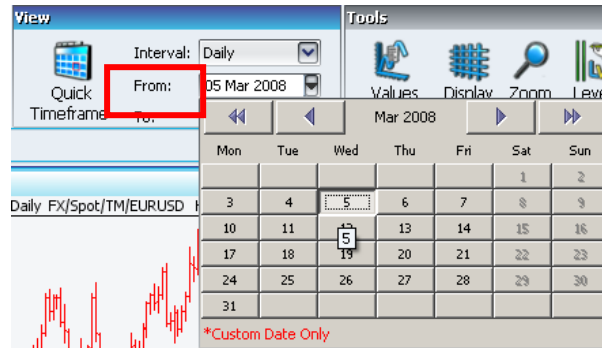 View
Tools
Interval: Daily
From: 05 Mar 2008
Quick
Timeframe
To:
Values Display Zoom
Mar 2008
Mon Tue Wed Thu Fri Sat Sun
1 2
Daily FX/Spot/TM/EURUSD
3 4 5 6 7 8 9
10 11 12 13 14 15 16
5
17 18 19 20 21 22 23
24 25 26 27 28 29 30
31
*Custom Date Only